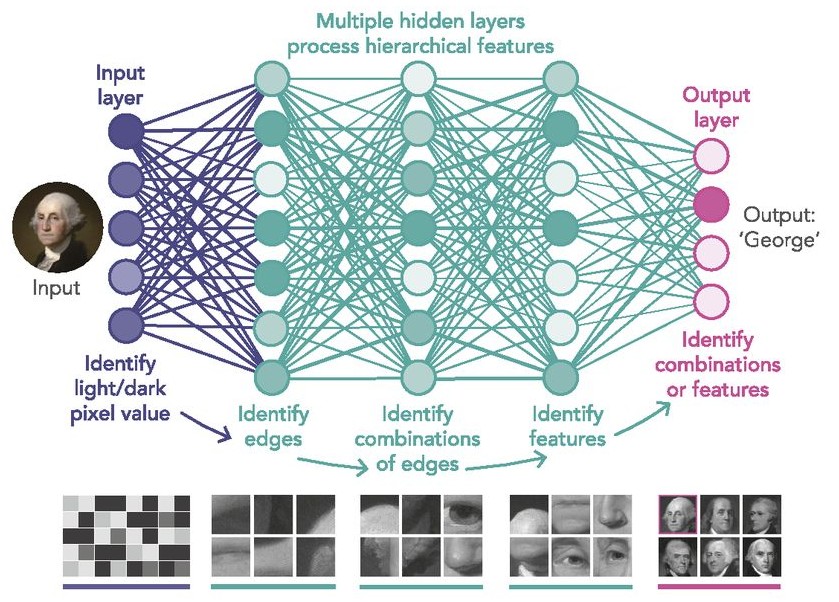 Multiple hidden layers
process hierarchical features
Input
layer
Output
layer
Output:
‘George’
Input
Identify
light/dark
pixel value
Identify
edges
Identify
combinations
of edges
Identify
features
Identify
combinations
or features